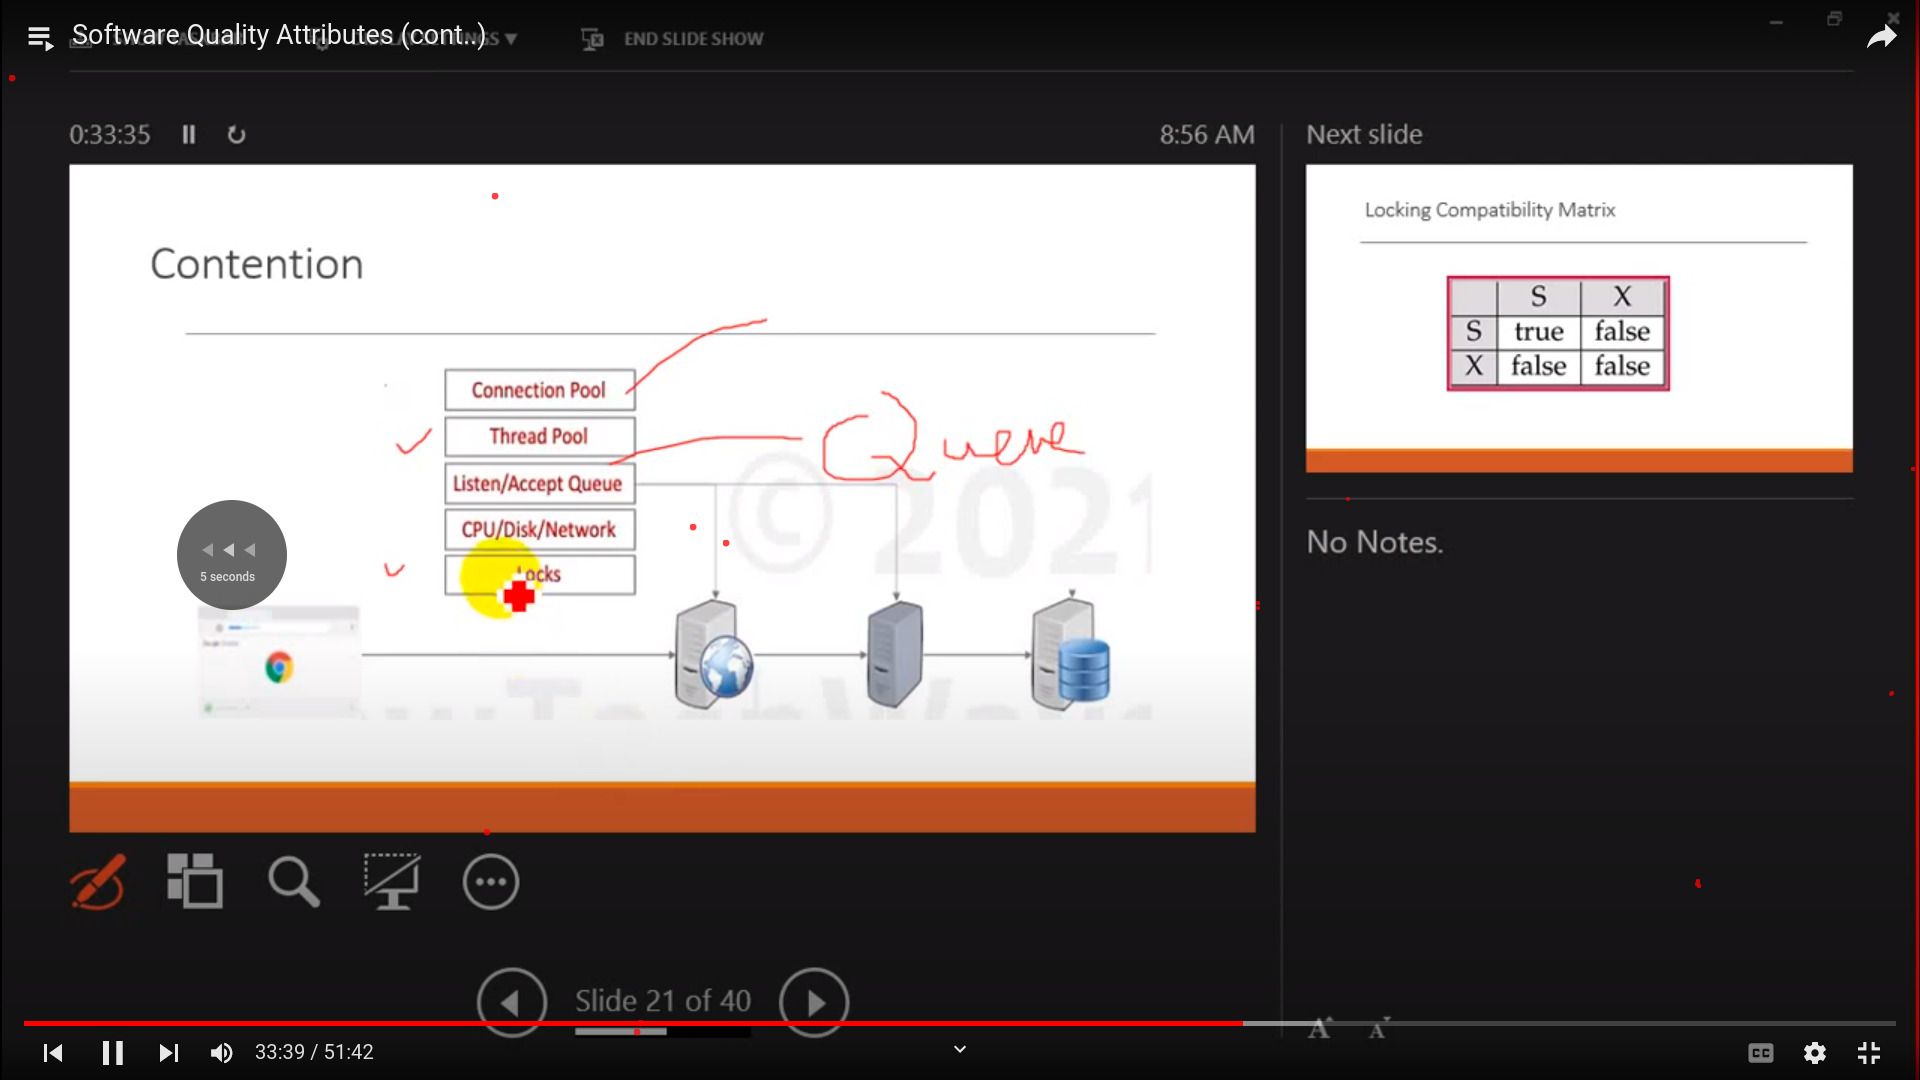 Software Quality Attributes (cont..)
END SLIDE SHOW
0:33:35
8:56 AM
Next slide
Contention
Connection Pool
Thread Pool
Listen/Accept Queue
CPU/Disk/Network
Locks
Queue
© 2021
5 seconds
Locking Compatibility Matrix
S X
S true false
X false false
No Notes.
Slide 21 of 40
A A
33:39 / 51:42
CC